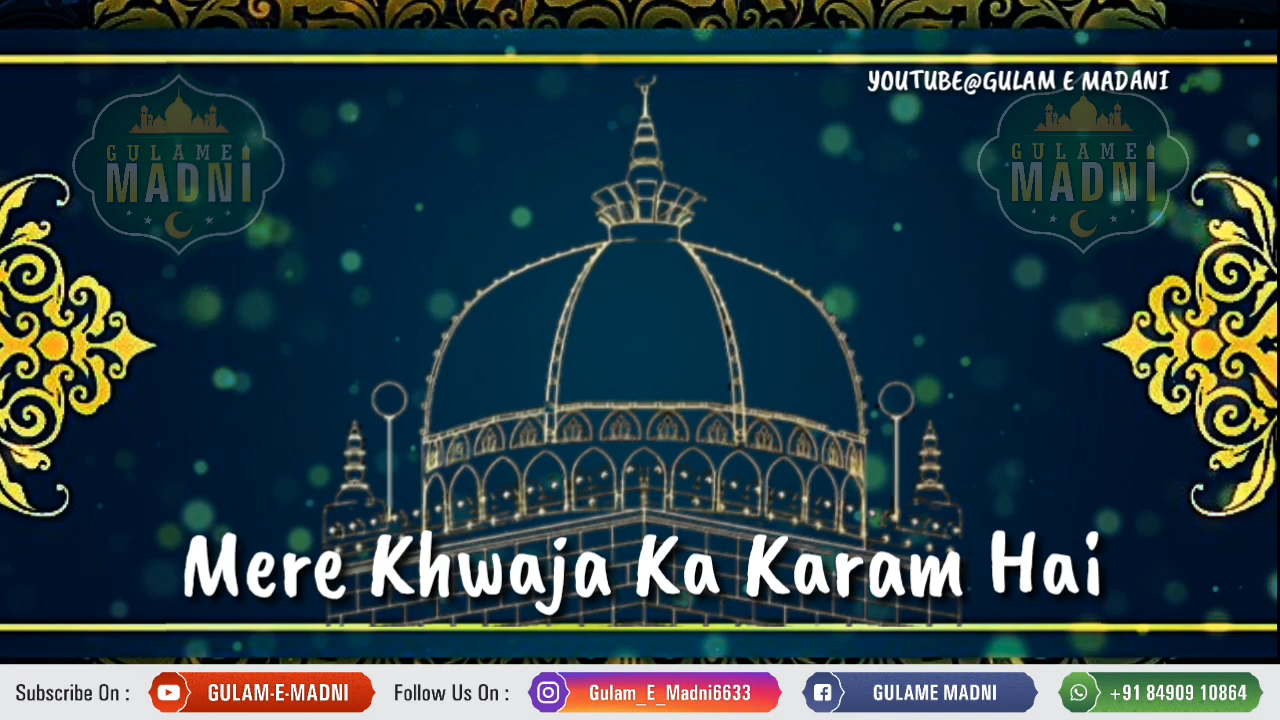 YOUTUBE@GULAM E MADANI
GULAME
MADNI
GULAME
MADNI
Mere Khwaja Ka Karam Hai
Subscribe On : GULAM-E-MADNI Follow Us On : Gulam_E_Madni6633 GULAME MADNI +91 84909 10864